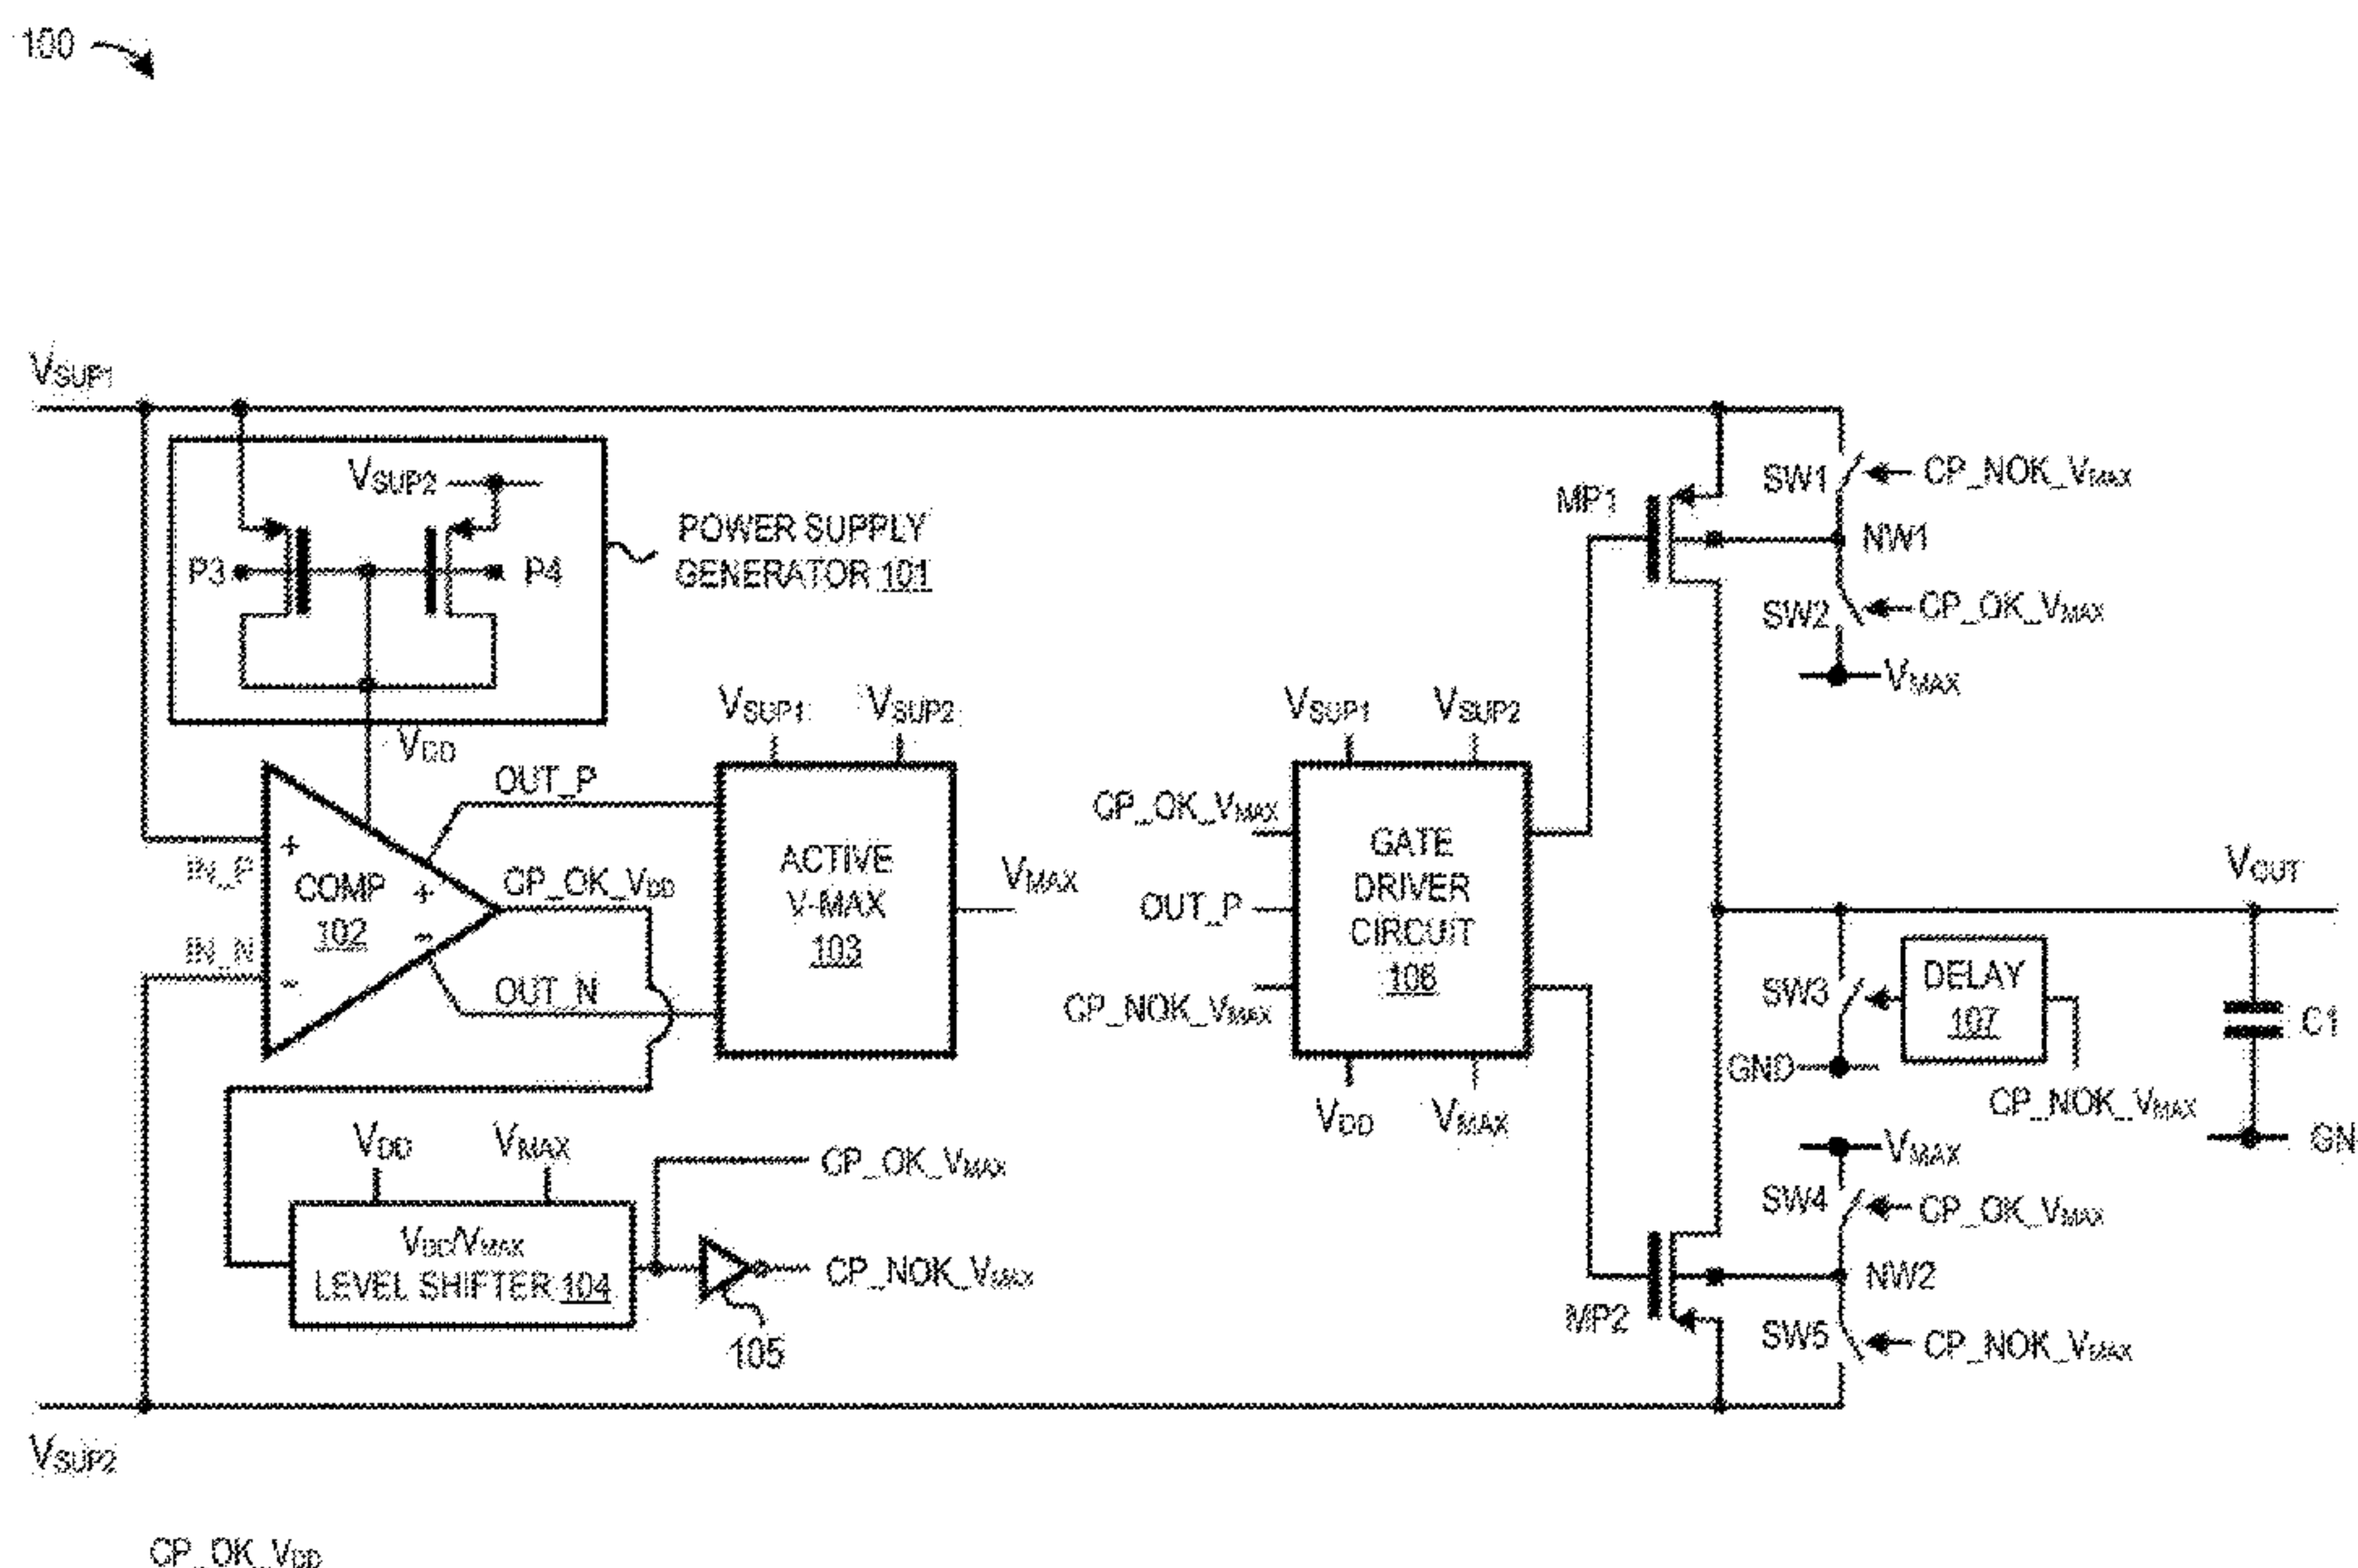 100
VSUP1
VSUP2
P3
P4
POWER SUPPLY
GENERATOR 101
VDD
IN_P
IN_N
+
-
COMP
102
+
-
OUT_P
CP_OK_VDD
OUT_N
VSUP1
VSUP2
ACTIVE
V-MAX
103
VMAX
VDD
VMAX
VDD/VMAX
LEVEL SHIFTER 104
CP_OK_VMAX
CP_NOK_VMAX
105
VSUP1
VSUP2
CP_OK_VMAX
OUT_P
CP_NOK_VMAX
GATE
DRIVER
CIRCUIT
106
VDD
VMAX
MP1
SW1
CP_NOK_VMAX
NW1
SW2
CP_OK_VMAX
VMAX
VOUT
SW3
DELAY
107
GND
CP_NOK_VMAX
C1
GN
VMAX
SW4
CP_OK_VMAX
NW2
MP2
SW5
CP_NOK_VMAX
VSUP2
CP_OK_VDD